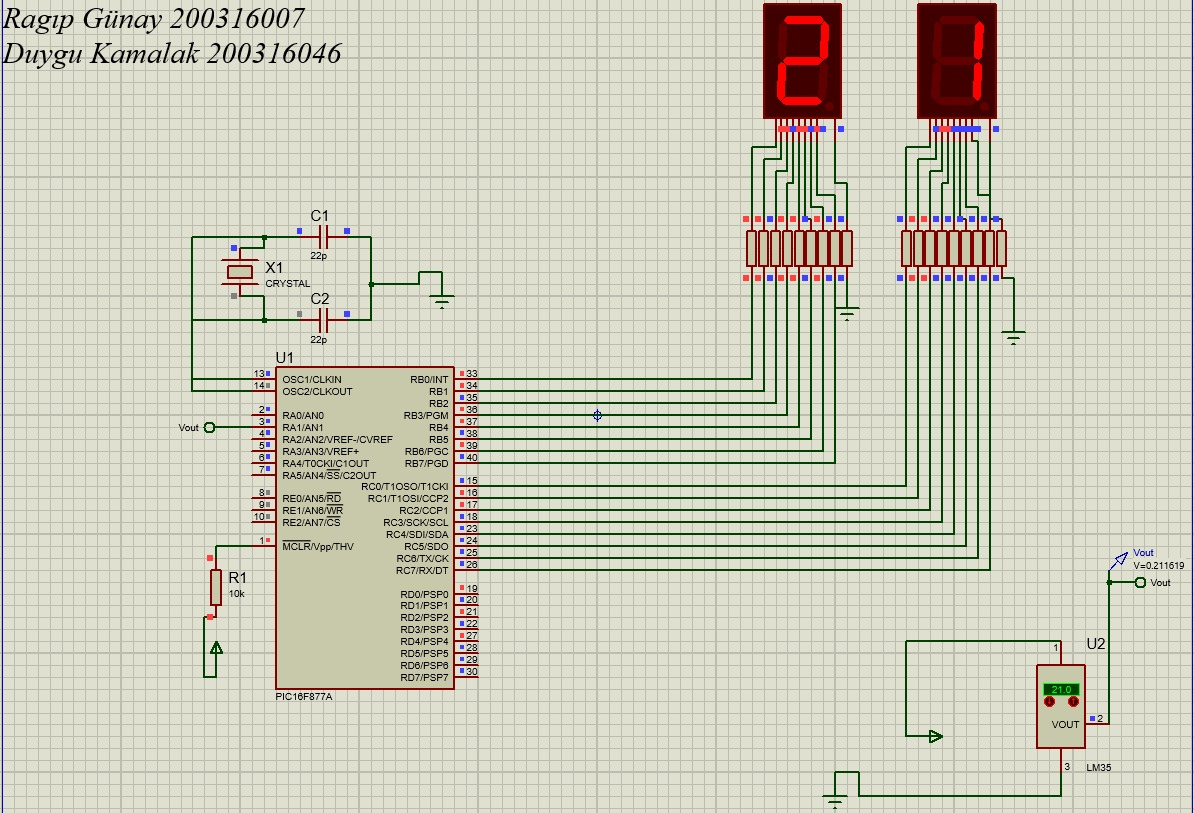 Ragıp Günay 200316007
Duygu Kamalak 200316046
2 1
C1
22p
X1
CRYSTAL
C2
22p
U1
13 OSC1/CLKIN
14 OSC2/CLKOUT
2 RA0/AN0
Vout 3 RA1/AN1
4 RA2/AN2/VREF-/CVREF
5 RA3/AN3/VREF+
6 RA4/T0CKI/C1OUT
7 RA5/AN4/SS/C2OUT
8 RE0/AN5/RD
9 RE1/AN6/WR
10 RE2/AN7/CS
1 MCLR/Vpp/THV
RB0/INT 33
RB1 34
RB2 35
RB3/PGM 36
RB4 37
RB5 38
RB6/PGC 39
RB7/PGD 40
RC0/T1OSO/T1CKI 15
RC1/T1OSI/CCP2 16
RC2/CCP1 17
RC3/SCK/SCL 18
RC4/SDI/SDA 23
RC5/SDO 24
RC6/TX/CK 25
RC7/RX/DT 26
RD0/PSP0 19
RD1/PSP1 20
RD2/PSP2 21
RD3/PSP3 22
RD4/PSP4 27
RD5/PSP5 28
RD6/PSP6 29
RD7/PSP7 30
PIC16F877A
R1
10k
Vout
V=0.211619
Vout
U2
1
21.0
VOUT 2
3
LM35